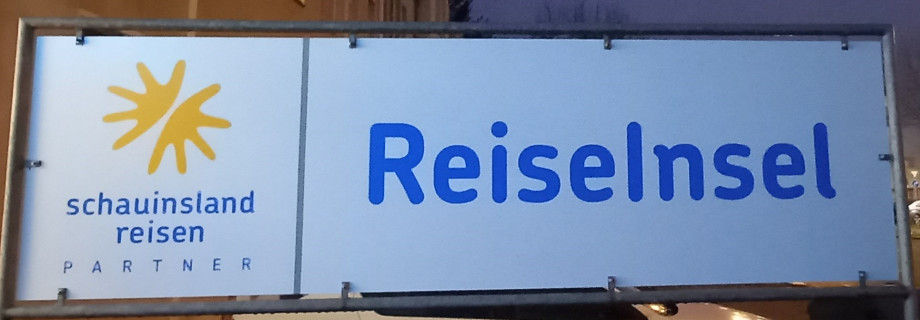 schauinsland
reisen
PARTNER
ReiseInsel